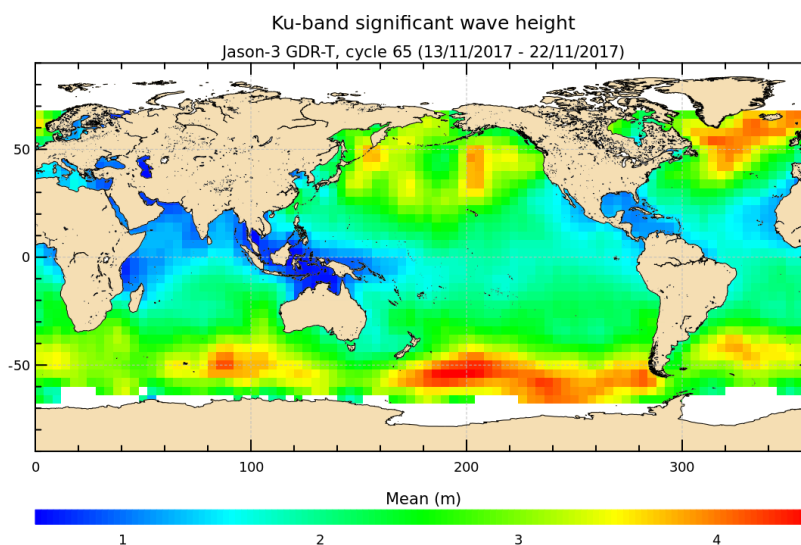 Ku-band significant wave height
Jason-3 GDR-T, cycle 65 (13/11/2017 - 22/11/2017)
50
0
-50
0 100 200 300
Mean (m)
1 2 3 4